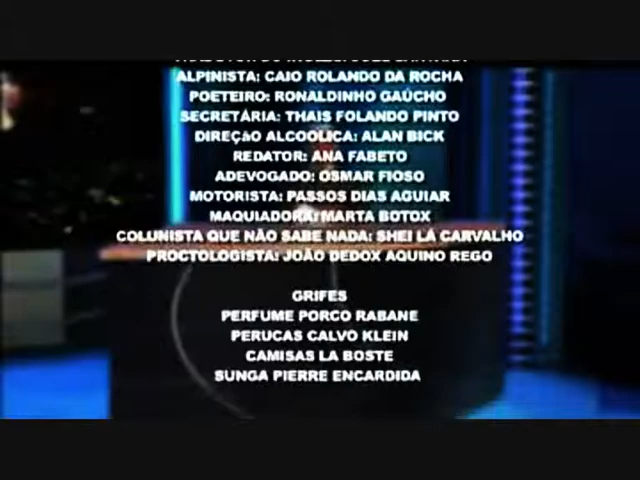 ALPINISTA: CAIO ROLANDO DA ROCHA
POETEIRO: RONALDINHO GAÚCHO
SECRETÁRIA: THAIS FOLANDO PINTO
DIREÇãO ALCOOLICA: ALAN BICK
REDATOR: ANA FABETO
ADEVOGADO: OSMAR FIOSO
MOTORISTA: PASSOS DIAS AGUIAR
MAQUIADORA: MARTA BOTOX
COLUNISTA QUE NÃO SABE NADA: SHEI LÁ CARVALHO
PROCTOLOGISTA: JOÃO DEDOX AQUINO REGO
GRIFES
PERFUME PORCO RABANE
PERUCAS CALVO KLEIN
CAMISAS LA BOSTE
SUNGA PIERRE ENCARDIDA